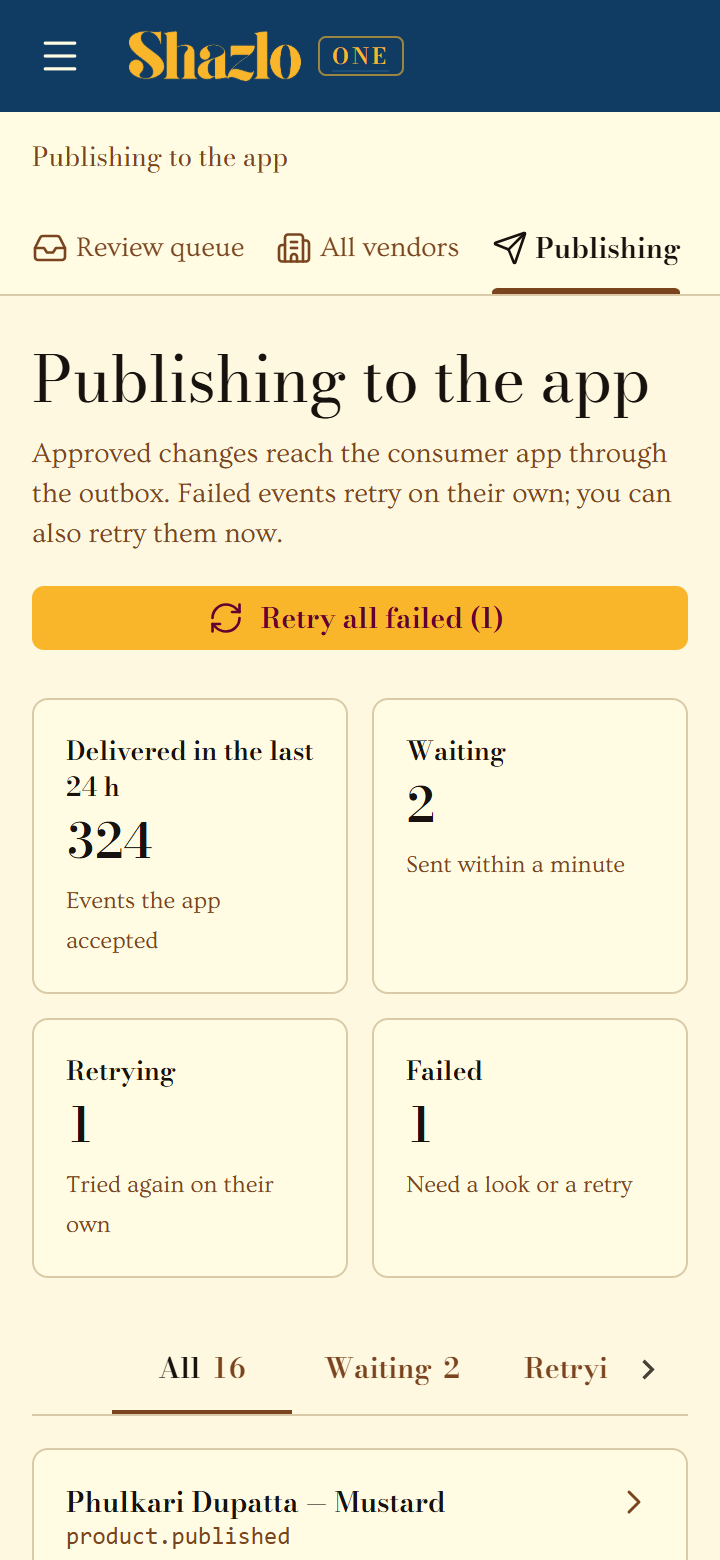 Shazlo ONE
Publishing to the app
Review queue All vendors Publishing
Publishing to the app
Approved changes reach the consumer app through
the outbox. Failed events retry on their own; you can
also retry them now.
Retry all failed (1)
Delivered in the last
24 h
324
Events the app
accepted
Waiting
2
Sent within a minute
Retrying
1
Tried again on their
own
Failed
1
Need a look or a retry
All 16 Waiting 2 Retryi
Phulkari Dupatta — Mustard
product.published